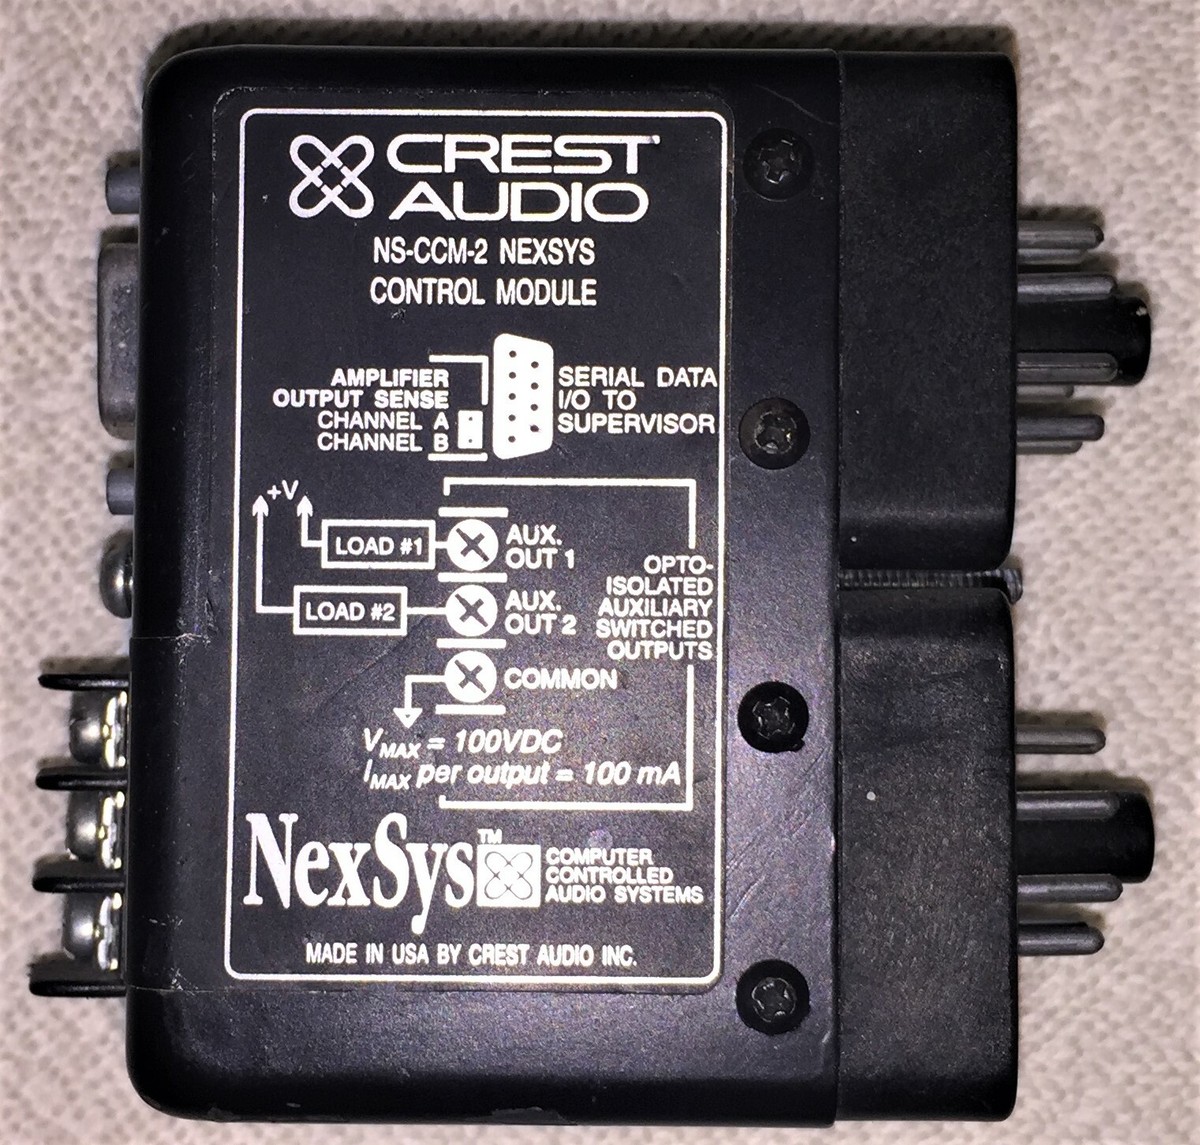 CREST
AUDIO
NS-CCM-2 NEXSYS
CONTROL MODULE
AMPLIFIER
OUTPUT SENSE
CHANNEL A
CHANNEL B
SERIAL DATA
I/O TO
SUPERVISOR
+V
LOAD #1
AUX.
OUT 1
LOAD #2
AUX.
OUT 2
COMMON
OPTO-
ISOLATED
AUXILIARY
SWITCHED
OUTPUTS
VMAX = 100VDC
IMAX per output = 100 mA
NexSys™
COMPUTER
CONTROLLED
AUDIO SYSTEMS
MADE IN USA BY CREST AUDIO INC.